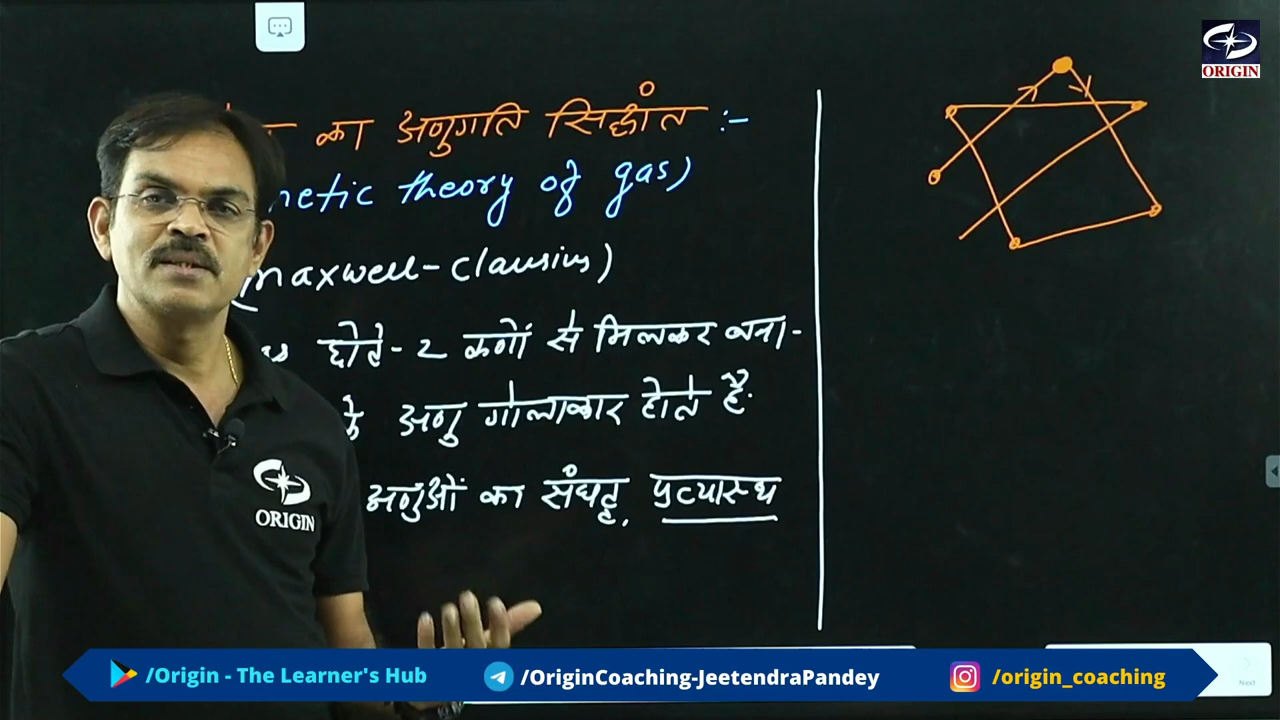 ORIGIN
का अणुगति सिद्धांत :-
netic theory of gas)
(maxwell-clausius)
छोटे-2 कणों से मिलकर बना-
के अणु गोलाकार होते हैं.
अणुओं का संघट्ट, प्रत्यास्थ
ORIGIN
/Origin - The Learner's Hub
/OriginCoaching-JeetendraPandey
/origin_coaching
Next